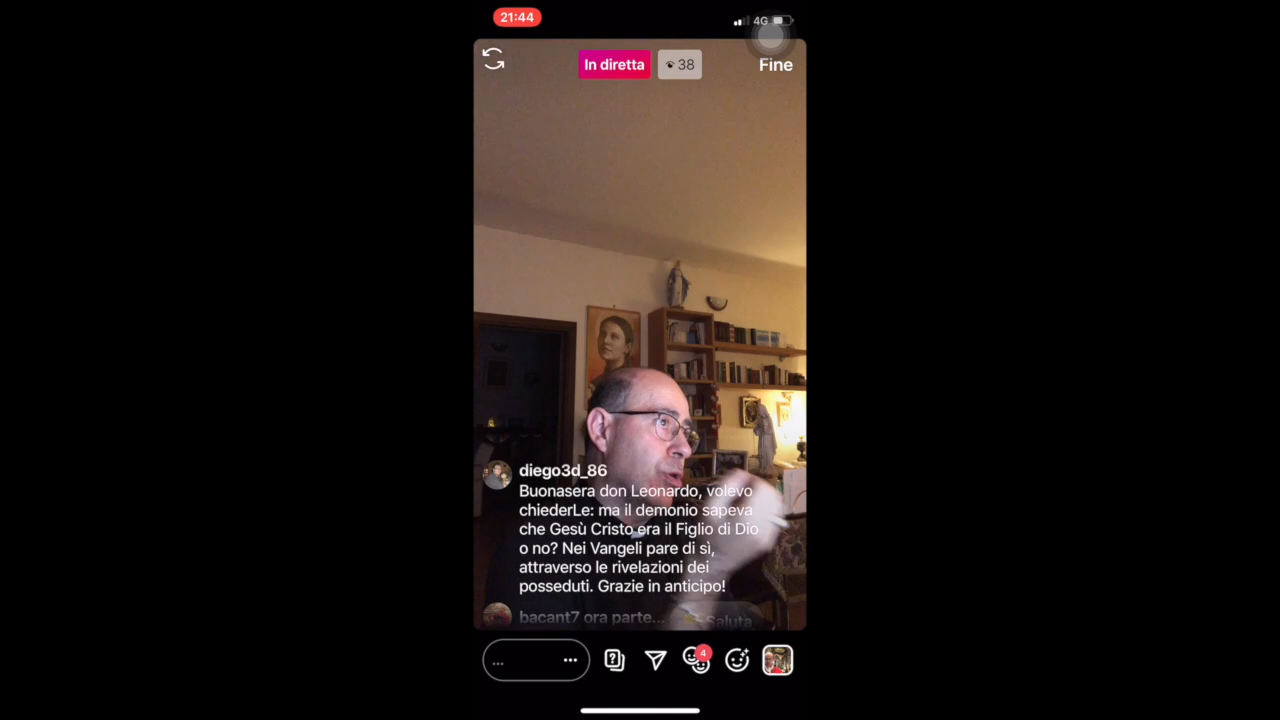 21:44
4G
In diretta
38
Fine
diego3d_86
Buonasera don Leonardo, volevo
chiederLe: ma il demonio sapeva
che Gesù Cristo era il Figlio di Dio
o no? Nei Vangeli pare di sì,
attraverso le rivelazioni dei
posseduti. Grazie in anticipo!
bacant7 ora parte...
Saluta
...
4